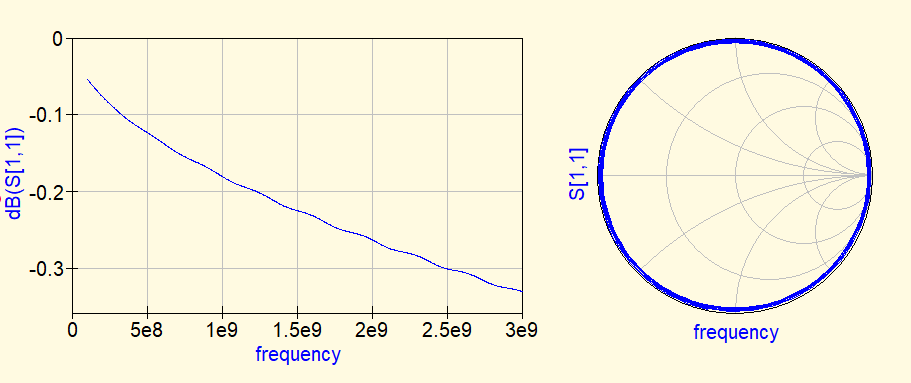 0
-0.1
-0.2
-0.3
dB(S[1,1])
0 5e8 1e9 1.5e9 2e9 2.5e9 3e9
frequency
S[1,1]
frequency